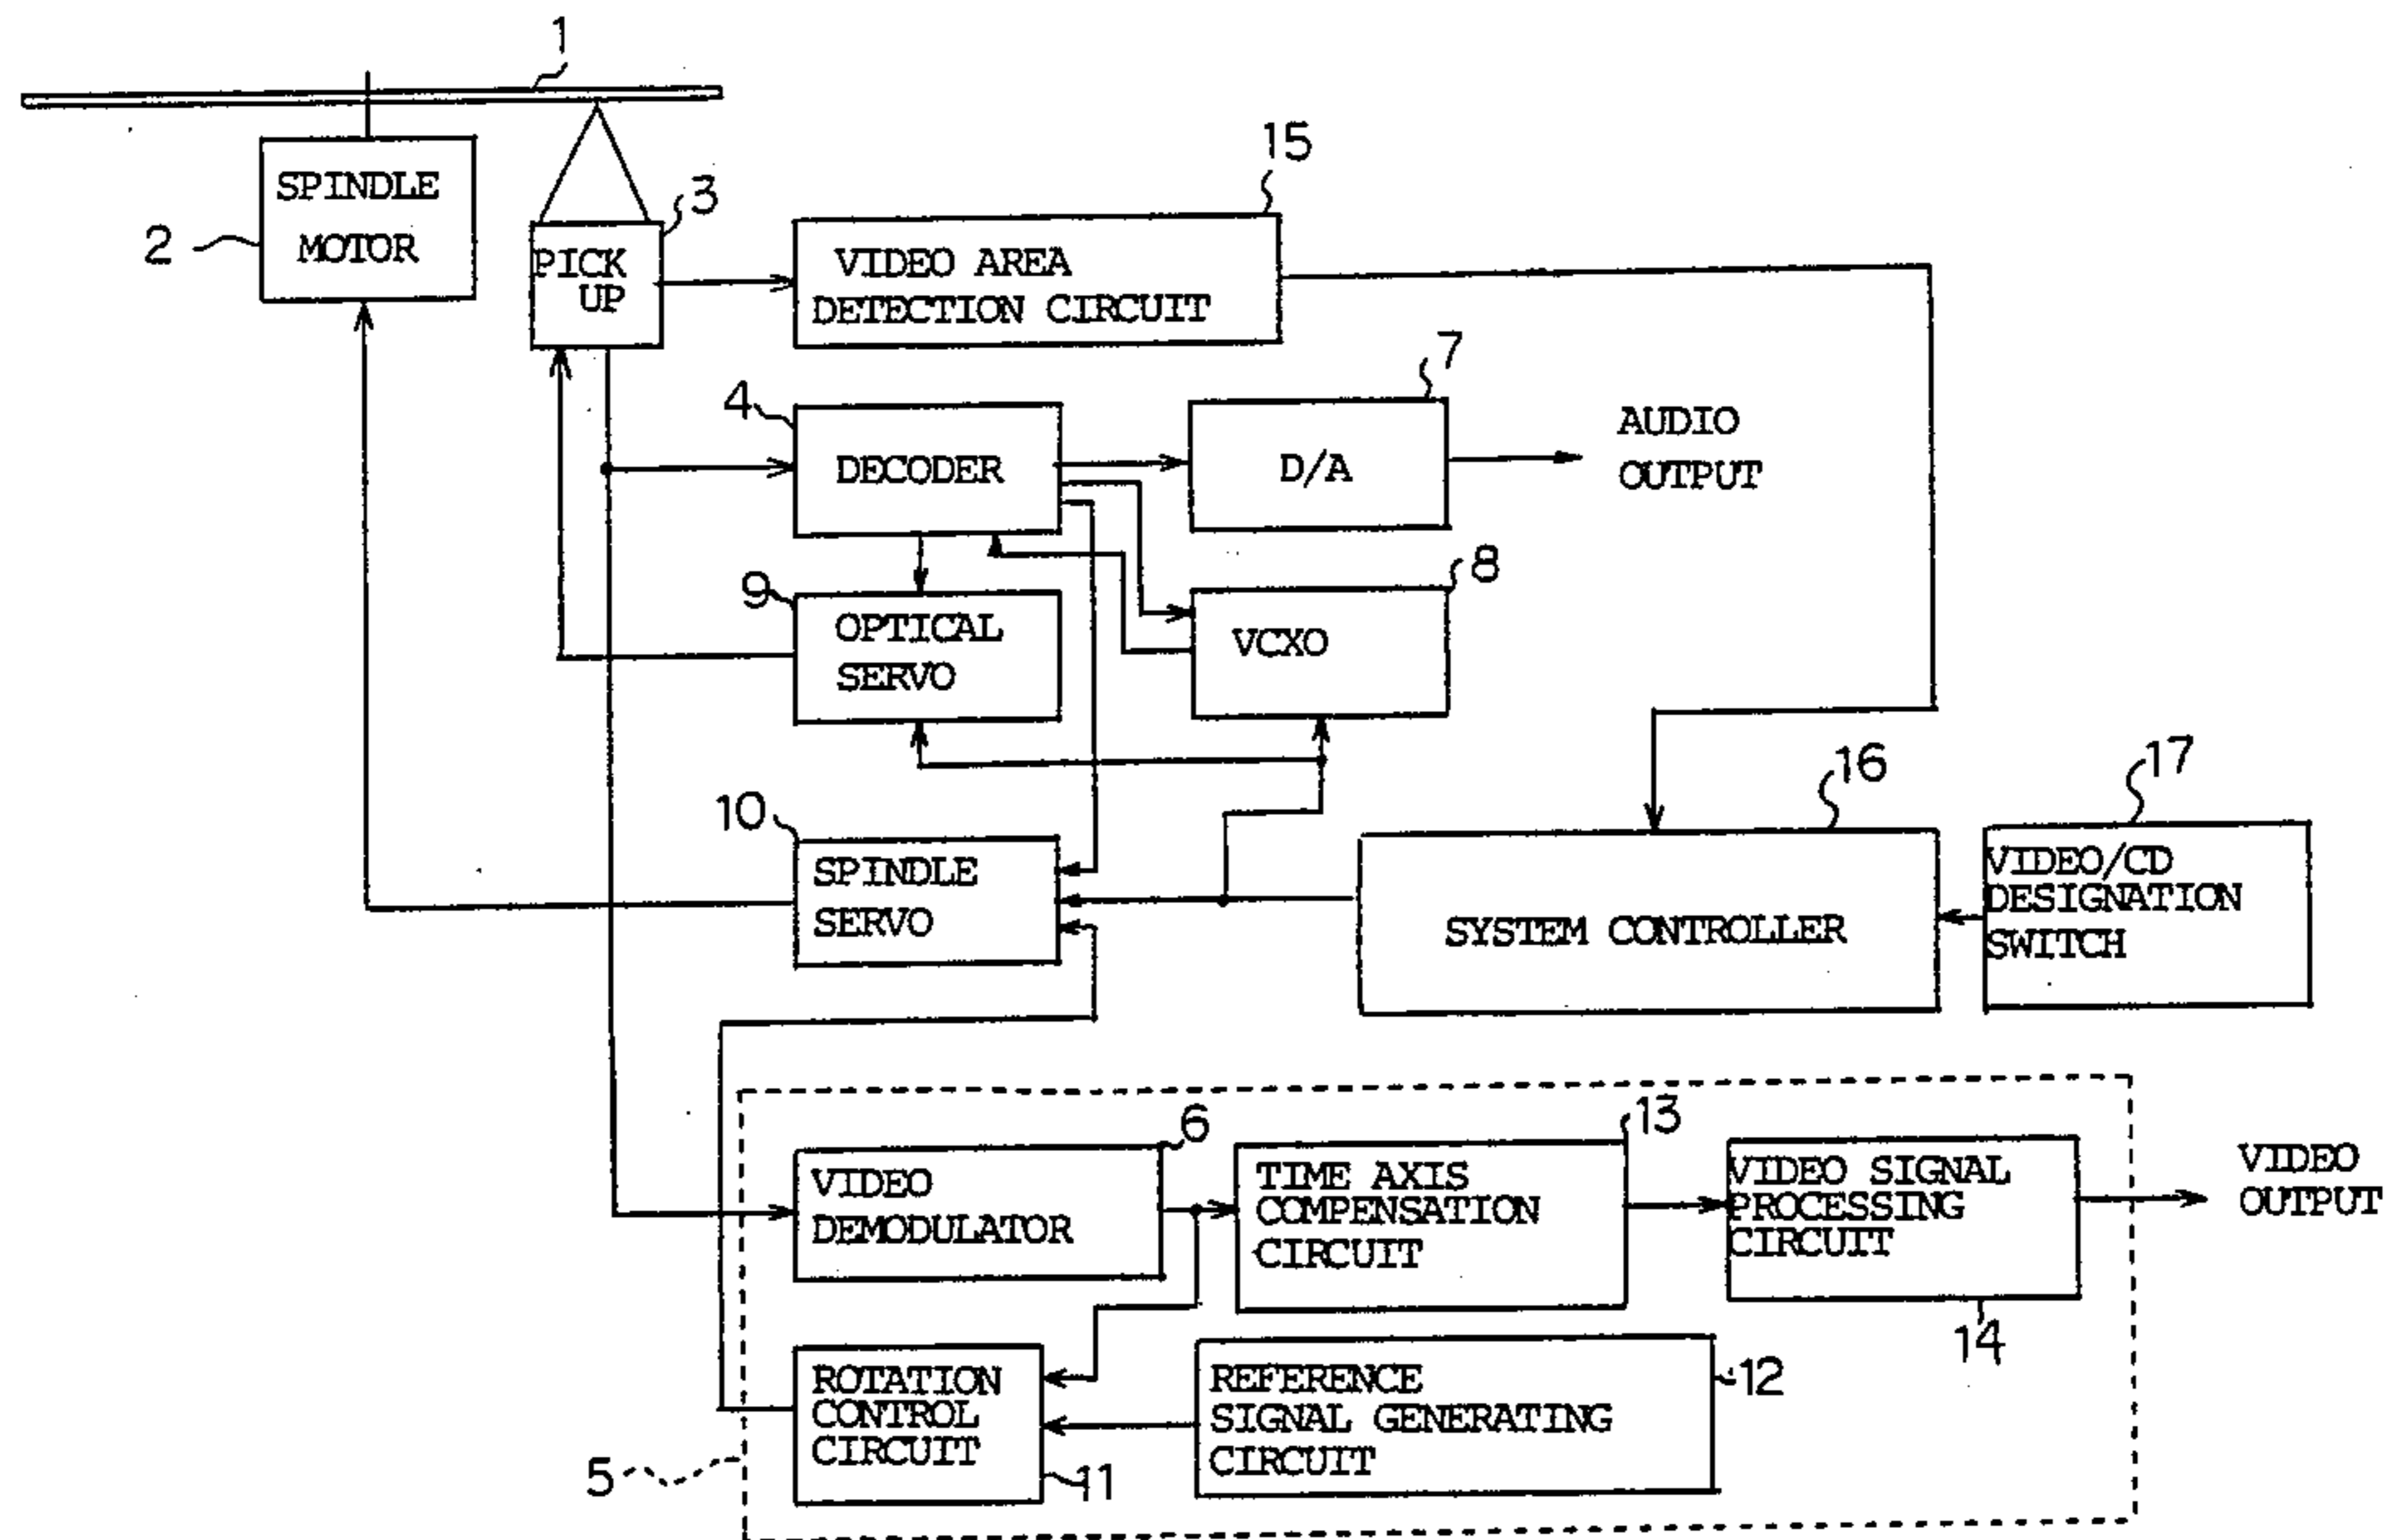 1
SPINDLE
MOTOR
2
3
PICK
UP
15
VIDEO AREA
DETECTION CIRCUIT
4
DECODER
7
D/A
AUDIO
OUTPUT
9
OPTICAL
SERVO
8
VCXO
10
SPINDLE
SERVO
16
SYSTEM CONTROLLER
17
VIDEO/CD
DESIGNATION
SWITCH
5
6
VIDEO
DEMODULATOR
13
TIME AXIS
COMPENSATION
CIRCUIT
VIDEO SIGNAL
PROCESSING
CIRCUIT
14
VIDEO
OUTPUT
ROTATION
CONTROL
CIRCUIT
11
REFERENCE
SIGNAL GENERATING
CIRCUIT
12